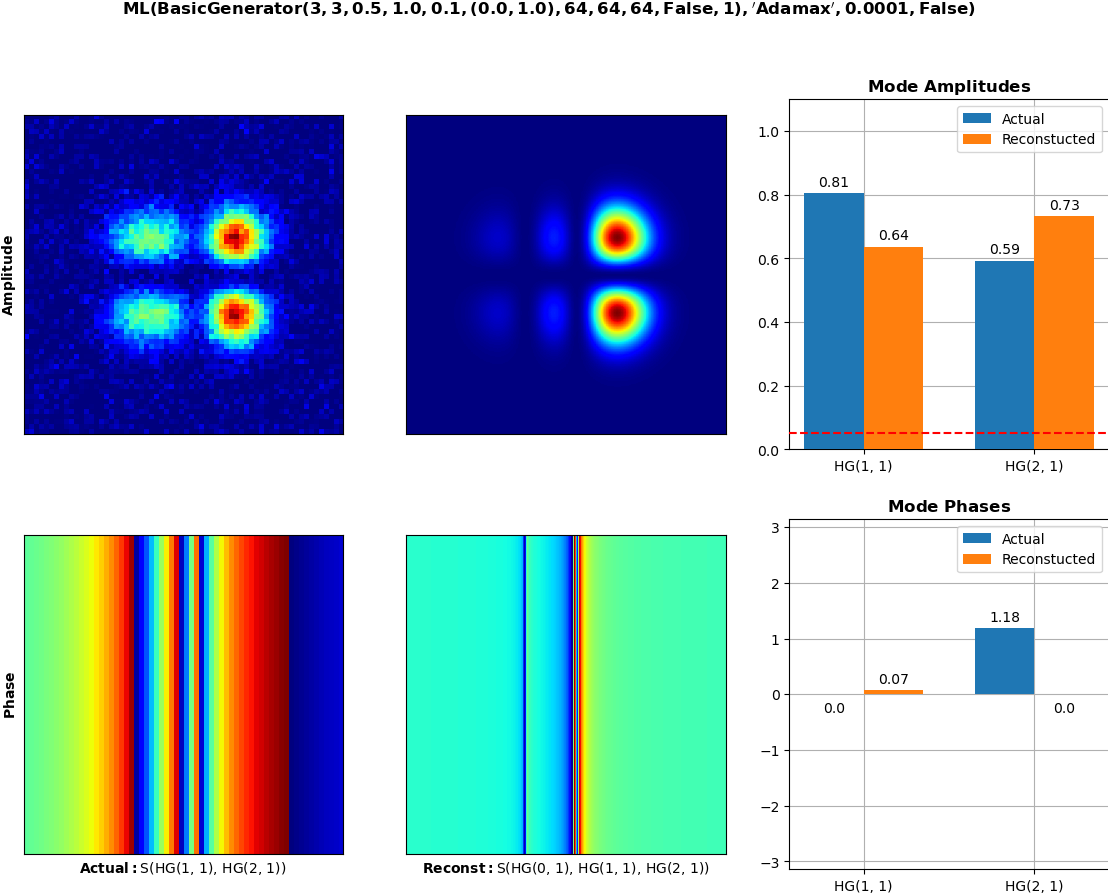 ML(BasicGenerator(3, 3, 0.5, 1.0, 0.1, (0.0, 1.0), 64, 64, 64, False, 1), 'Adamax', 0.0001, False)
Mode Amplitudes
Amplitude
Actual
Reconstucted
1.0
0.8
0.6
0.4
0.2
0.0
0.81
0.64
0.59
0.73
HG(1, 1)
HG(2, 1)
Mode Phases
Phase
Actual
Reconstucted
3
2
1
0
−1
−2
−3
0.0
0.07
1.18
0.0
HG(1, 1)
HG(2, 1)
Actual: S(HG(1, 1), HG(2, 1))
Reconst: S(HG(0, 1), HG(1, 1), HG(2, 1))